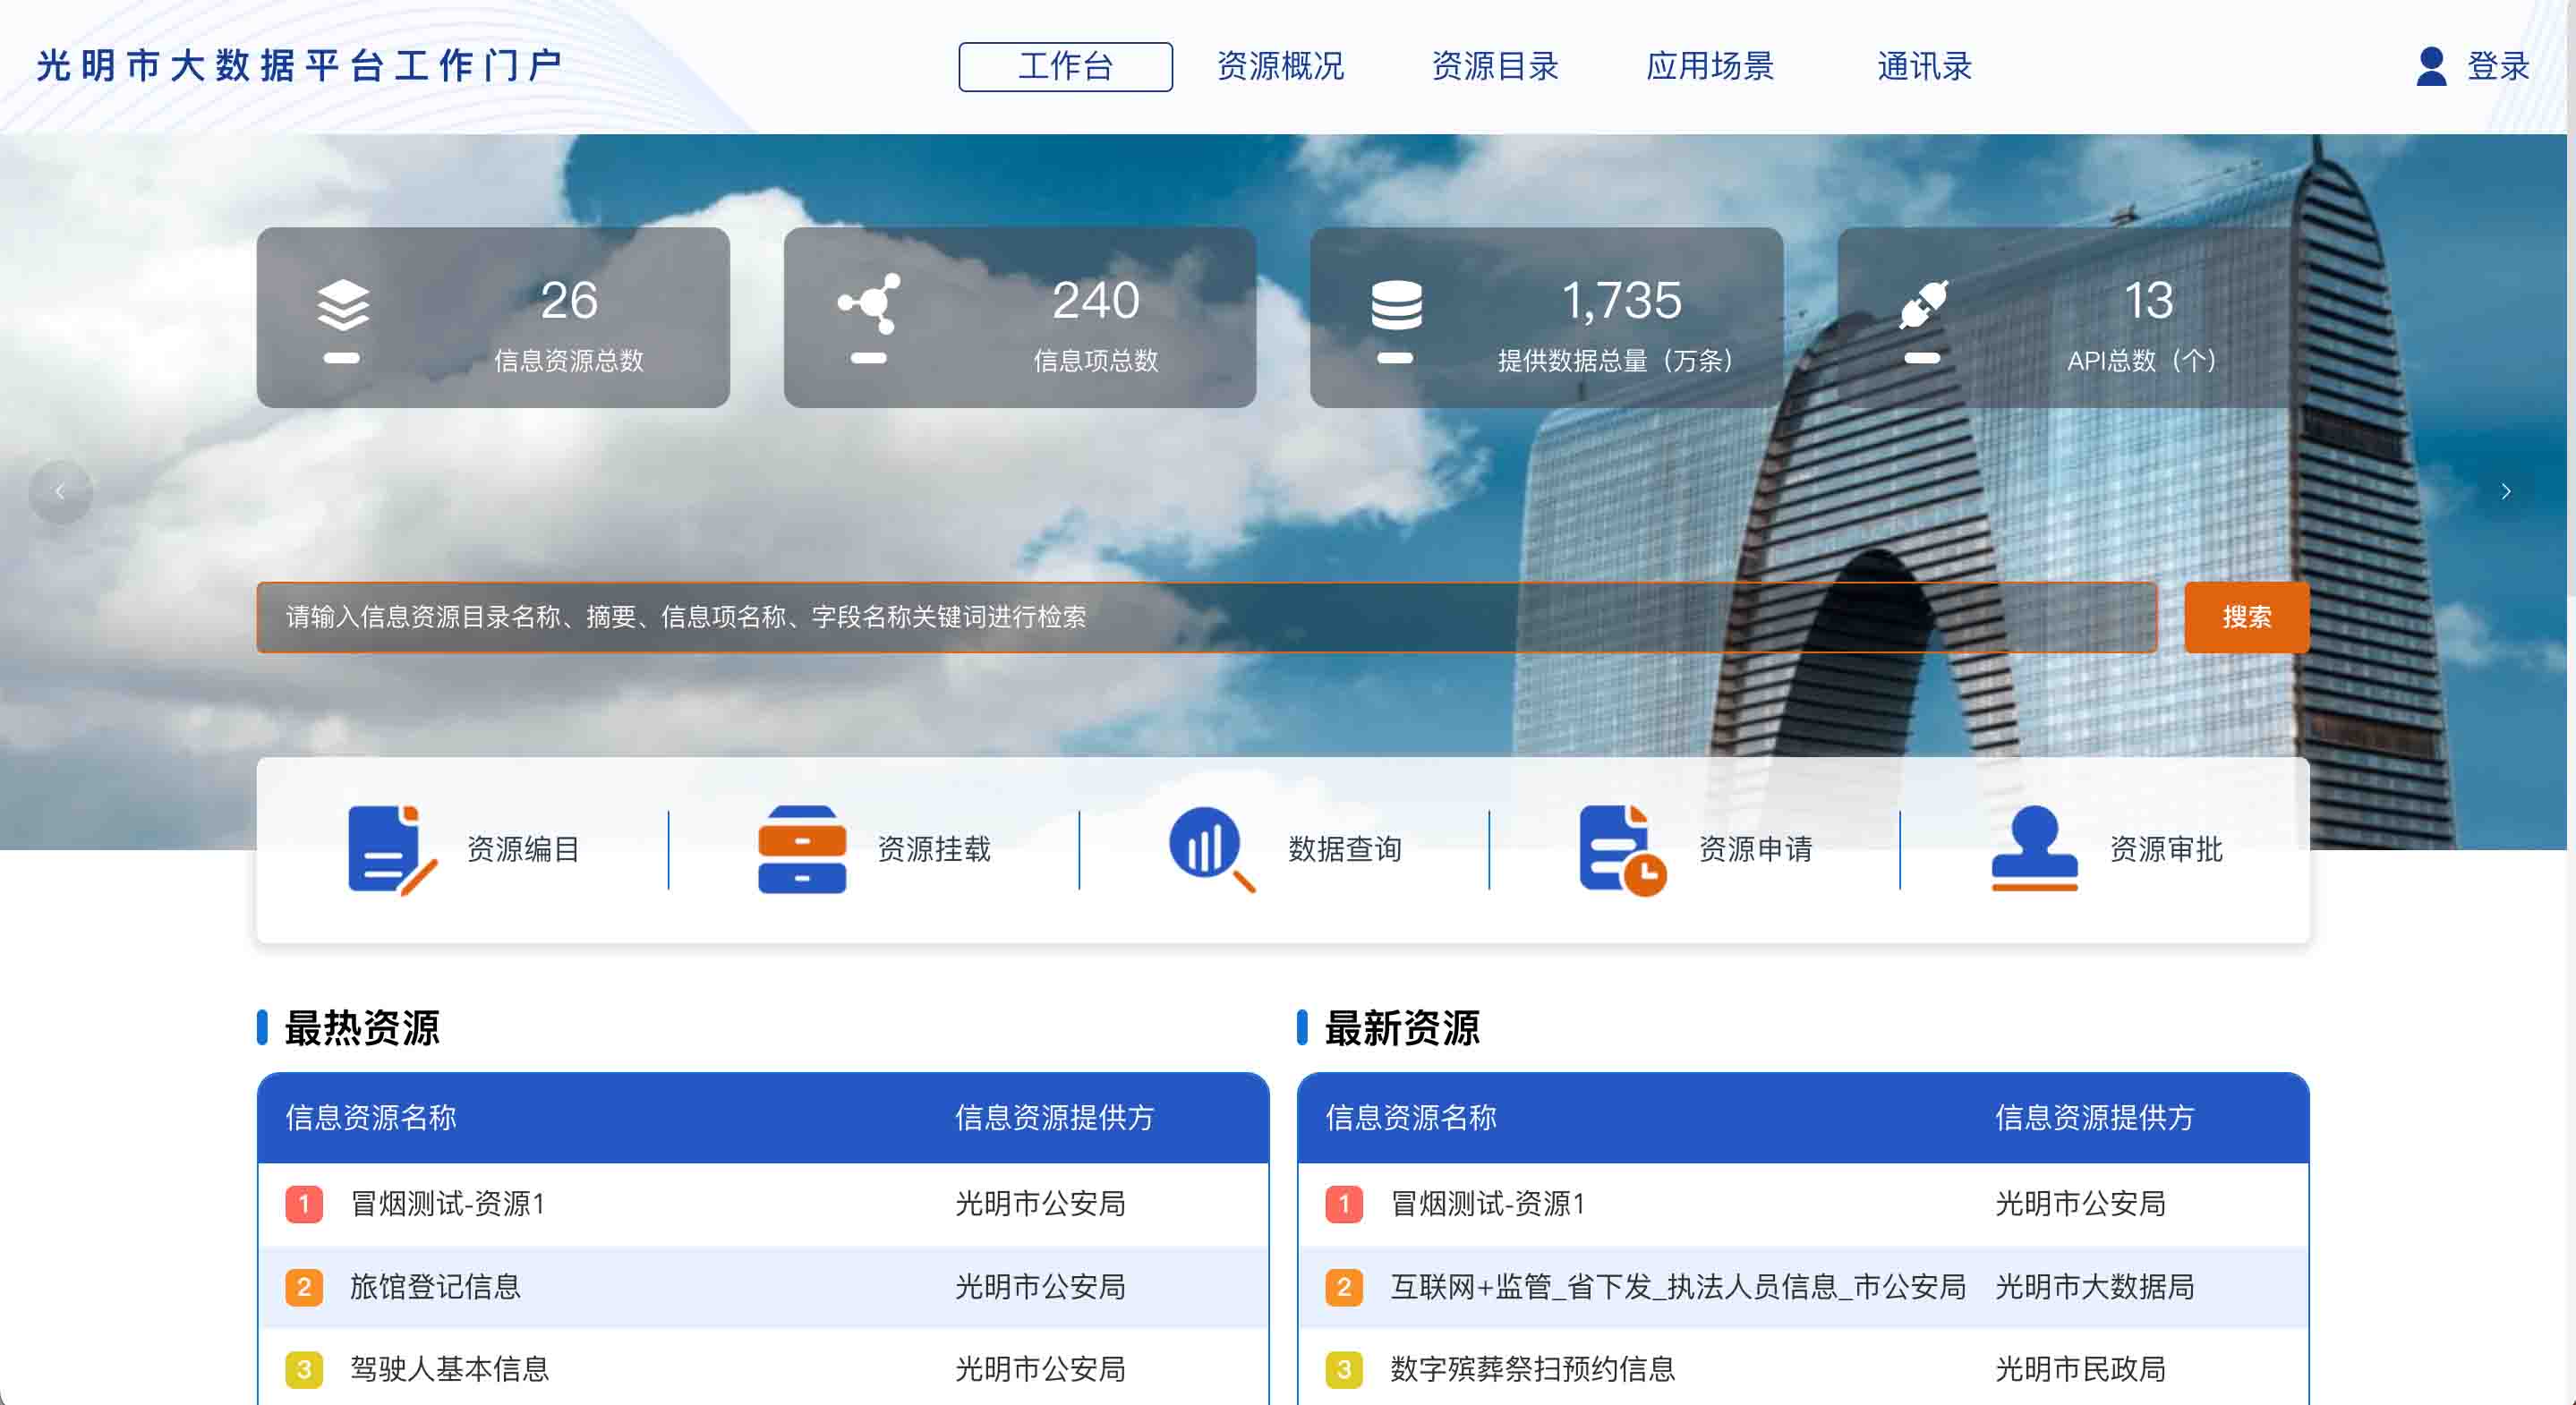 光明市大数据平台工作门户
工作台 资源概况 资源目录 应用场景 通讯录 登录
26 240 1,735 13
信息资源总数 信息项总数 提供数据总量（万条） API总数（个）
请输入信息资源目录名称、摘要、信息项名称、字段名称关键词进行检索 搜索
资源编目 资源挂载 数据查询 资源申请 资源审批
最热资源
信息资源名称 信息资源提供方
1 冒烟测试-资源1 光明市公安局
2 旅馆登记信息 光明市公安局
3 驾驶人基本信息 光明市公安局
最新资源
信息资源名称 信息资源提供方
1 冒烟测试-资源1 光明市公安局
2 互联网+监管_省下发_执法人员信息_市公安局 光明市大数据局
3 数字殡葬祭扫预约信息 光明市民政局